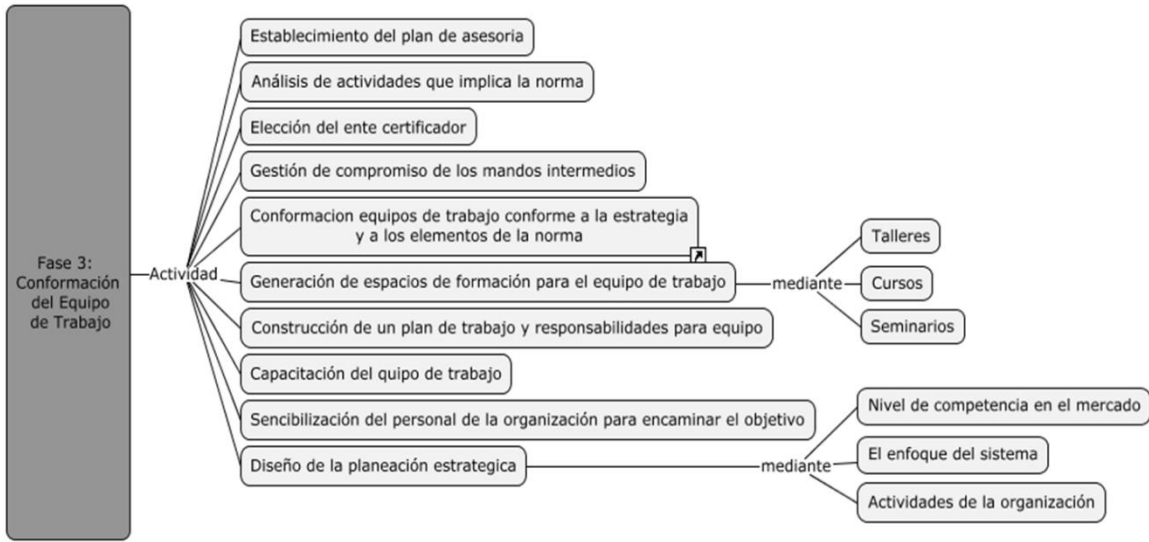 Fase 3:
Conformación
del Equipo
de Trabajo
Actividad
Establecimiento del plan de asesoria
Análisis de actividades que implica la norma
Elección del ente certificador
Gestión de compromiso de los mandos intermedios
Conformacion equipos de trabajo conforme a la estrategia
y a los elementos de la norma
Generación de espacios de formación para el equipo de trabajo
mediante
Talleres
Cursos
Seminarios
Construcción de un plan de trabajo y responsabilidades para equipo
Capacitación del quipo de trabajo
Sencibilización del personal de la organización para encaminar el objetivo
Diseño de la planeación estrategica
mediante
Nivel de competencia en el mercado
El enfoque del sistema
Actividades de la organización